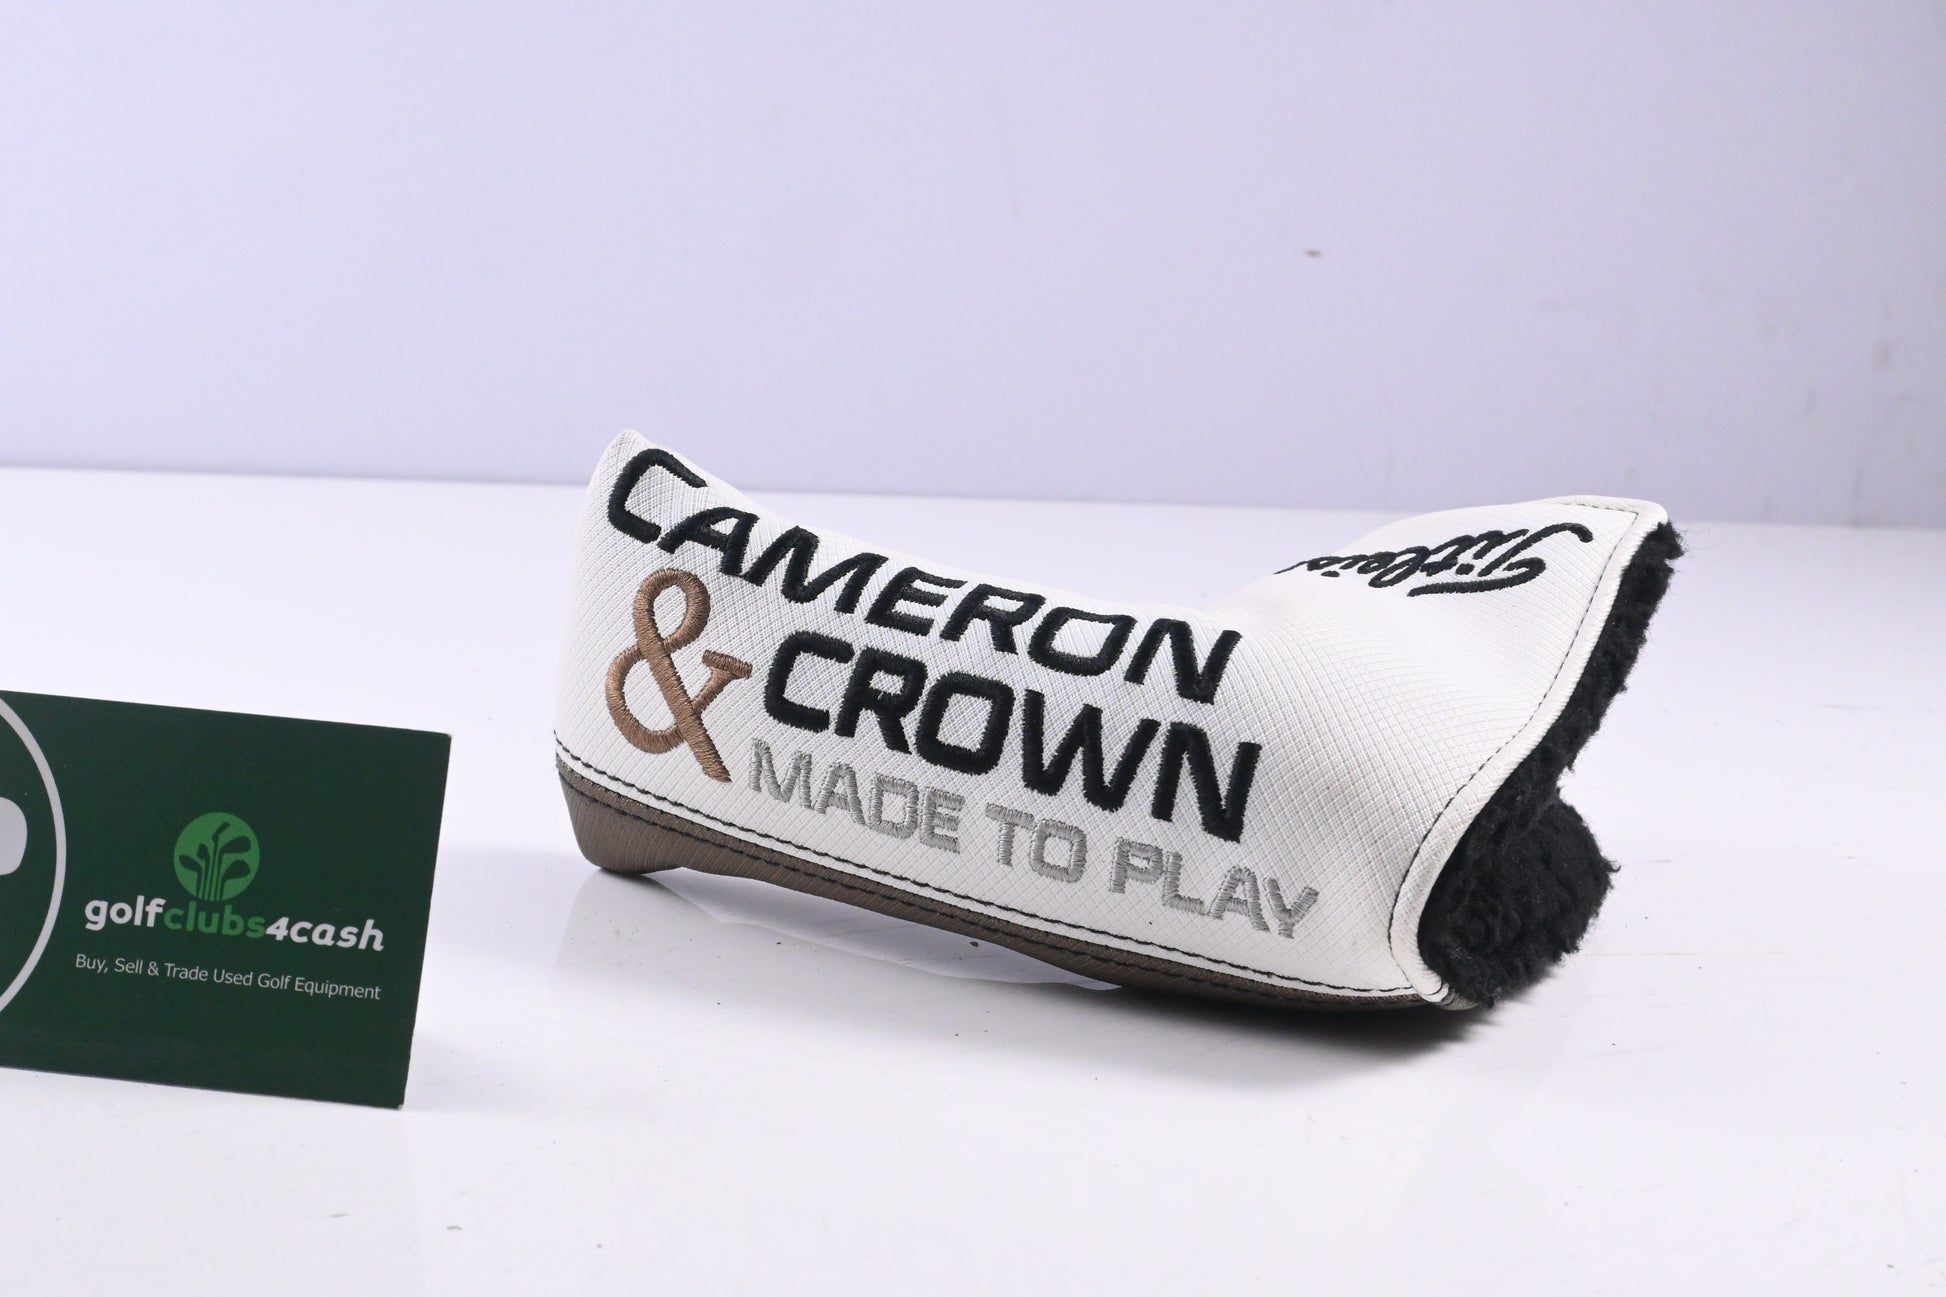 CAMERON
& CROWN
MADE TO PLAY
golfclubs4cash
Buy, Sell & Trade Used Golf Equipment